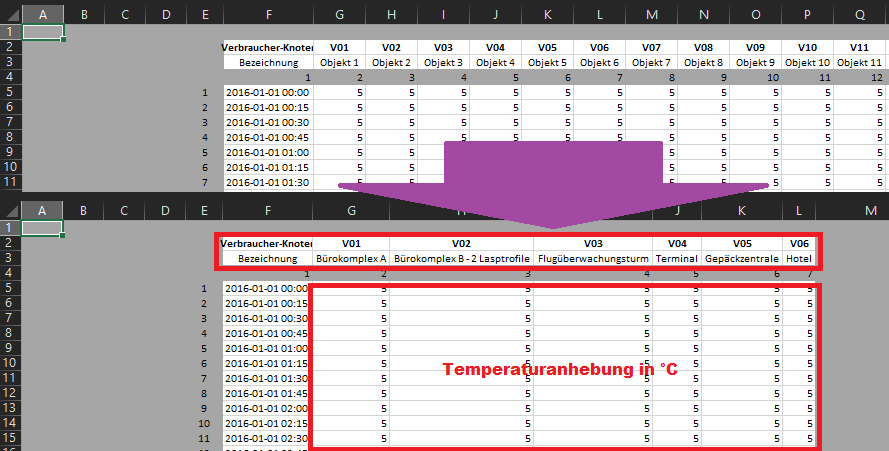 A B C D E F G H I J K L M N O P Q
1
2 Verbraucher-Knoten V01 V02 V03 V04 V05 V06 V07 V08 V09 V10 V11
3 Bezeichnung Objekt 1 Objekt 2 Objekt 3 Objekt 4 Objekt 5 Objekt 6 Objekt 7 Objekt 8 Objekt 9 Objekt 10 Objekt 11
4 1 2 3 4 5 6 7 8 9 10 11 12
5 1 2016-01-01 00:00 5 5 5 5 5 5 5 5 5 5 5
6 2 2016-01-01 00:15 5 5 5 5 5 5 5 5 5 5 5
7 3 2016-01-01 00:30 5 5 5 5 5 5 5 5 5 5 5
8 4 2016-01-01 00:45 5 5 5 5 5 5 5 5 5 5 5
9 5 2016-01-01 01:00 5 5 5 5 5 5 5
10 6 2016-01-01 01:15 5 5 5 5 5 5 5
11 7 2016-01-01 01:30 5 5 5 5 5 5 5
A B C D E F G H I J K L M
1
2 Verbraucher-Knoten V01 V02 V03 V04 V05 V06
3 Bezeichnung Bürokomplex A Bürokomplex B - 2 Lasptrofile Flugüberwachungsturm Terminal Gepäckzentrale Hotel
4 1 2 3 4 5 6 7
5 1 2016-01-01 00:00 5 5 5 5 5 5
6 2 2016-01-01 00:15 5 5 5 5 5 5
7 3 2016-01-01 00:30 5 5 5 5 5 5
8 4 2016-01-01 00:45 5 5 5 5 5 5
9 5 2016-01-01 01:00 5 5 5 5 5 5
10 6 2016-01-01 01:15 5 5 5 5 5 5
Temperaturanhebung in °C
11 7 2016-01-01 01:30 5 5 5 5 5 5
12 8 2016-01-01 01:45 5 5 5 5 5 5
13 9 2016-01-01 02:00 5 5 5 5 5 5
14 10 2016-01-01 02:15 5 5 5 5 5 5
15 11 2016-01-01 02:30 5 5 5 5 5 5